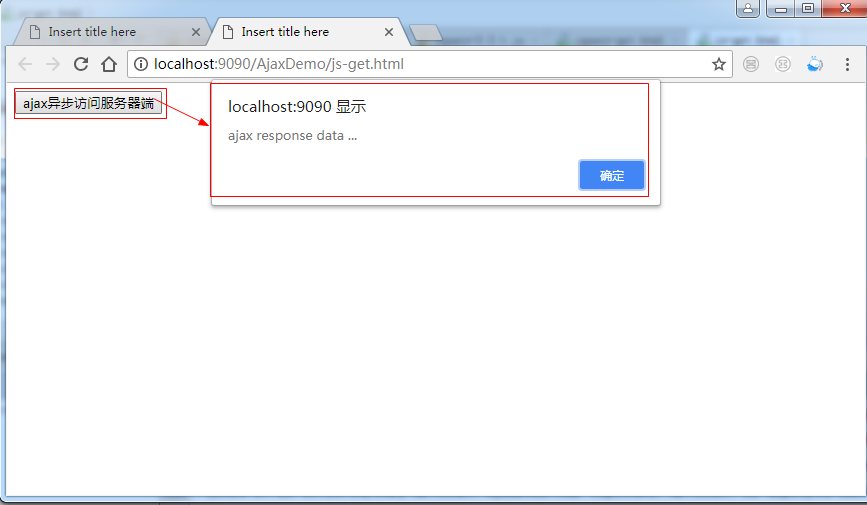 Insert title here
Insert title here
localhost:9090/AjaxDemo/js-get.html
ajax异步访问服务器端
localhost:9090 显示
ajax response data ...
确定